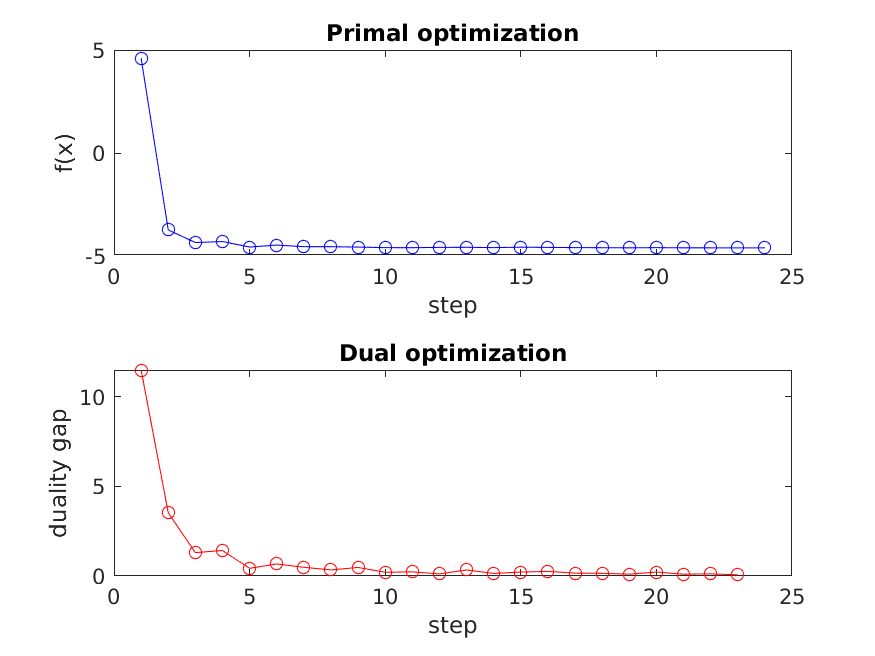 Primal optimization
f(x)
5
0
-5
0 5 10 15 20 25
step
Dual optimization
duality gap
10
5
0
0 5 10 15 20 25
step